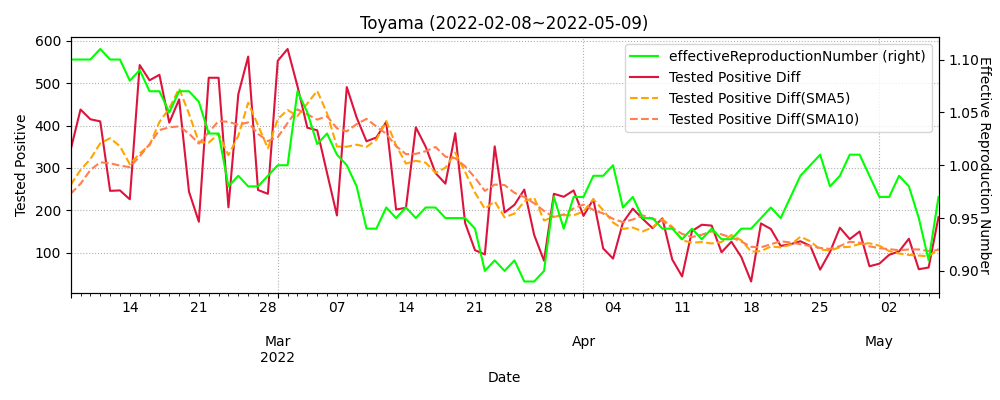 Toyama (2022-02-08~2022-05-09)
600
500
400
300
200
100
Tested Positive
effectiveReproductionNumber (right)
Tested Positive Diff
Tested Positive Diff(SMA5)
Tested Positive Diff(SMA10)
1.10
1.05
1.00
0.95
0.90
Effective Reproduction Number
14 21 28 07 14 21 28 04 11 18 25 02
Mar Apr May
2022
Date